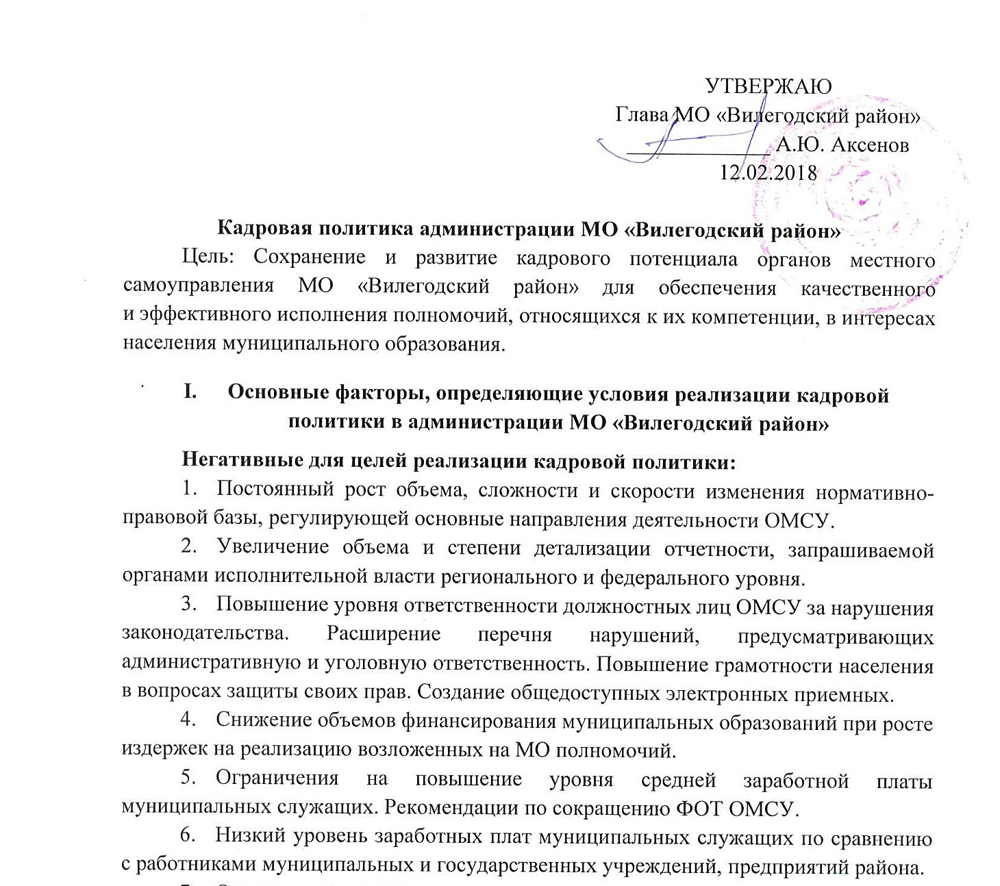 УТВЕРЖАЮ
Глава МО «Вилегодский район»
А.Ю. Аксенов
12.02.2018
Кадровая политика администрации МО «Вилегодский район»
Цель: Сохранение и развитие кадрового потенциала органов местного
самоуправления МО «Вилегодский район» для обеспечения качественного
и эффективного исполнения полномочий, относящихся к их компетенции, в интересах
населения муниципального образования.
I. Основные факторы, определяющие условия реализации кадровой
политики в администрации МО «Вилегодский район»
Негативные для целей реализации кадровой политики:
1. Постоянный рост объема, сложности и скорости изменения нормативно-
правовой базы, регулирующей основные направления деятельности ОМСУ.
2. Увеличение объема и степени детализации отчетности, запрашиваемой
органами исполнительной власти регионального и федерального уровня.
3. Повышение уровня ответственности должностных лиц ОМСУ за нарушения
законодательства. Расширение перечня нарушений, предусматривающих
административную и уголовную ответственность. Повышение грамотности населения
в вопросах защиты своих прав. Создание общедоступных электронных приемных.
4. Снижение объемов финансирования муниципальных образований при росте
издержек на реализацию возложенных на МО полномочий.
5. Ограничения на повышение уровня средней заработной платы
муниципальных служащих. Рекомендации по сокращению ФОТ ОМСУ.
6. Низкий уровень заработных плат муниципальных служащих по сравнению
с работниками муниципальных и государственных учреждений, предприятий района.